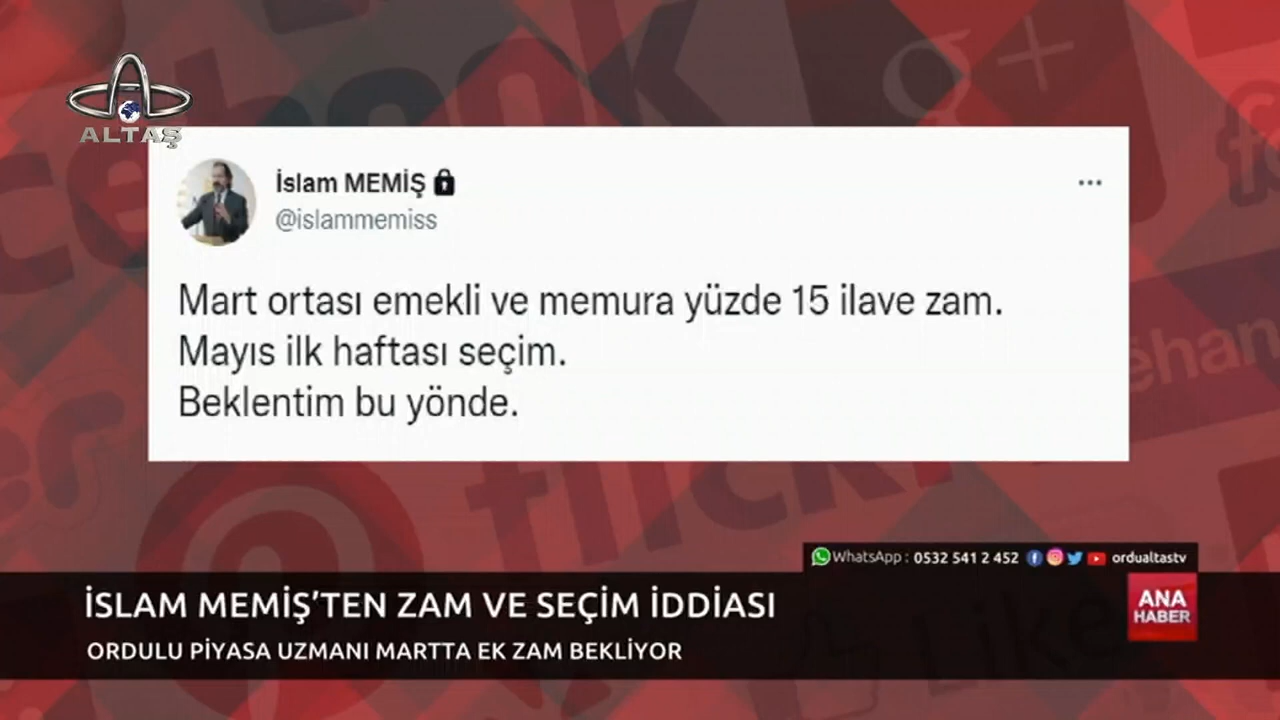 ALTAŞ
İslam MEMİŞ
@islammemiss
Mart ortası emekli ve memura yüzde 15 ilave zam.
Mayıs ilk haftası seçim.
Beklentim bu yönde.
WhatsApp : 0532 541 2 452 ordualtastv
İSLAM MEMİŞ'TEN ZAM VE SEÇİM İDDİASI
ANA
HABER
ORDULU PİYASA UZMANI MARTTA EK ZAM BEKLİYOR
flickr
Like
g+